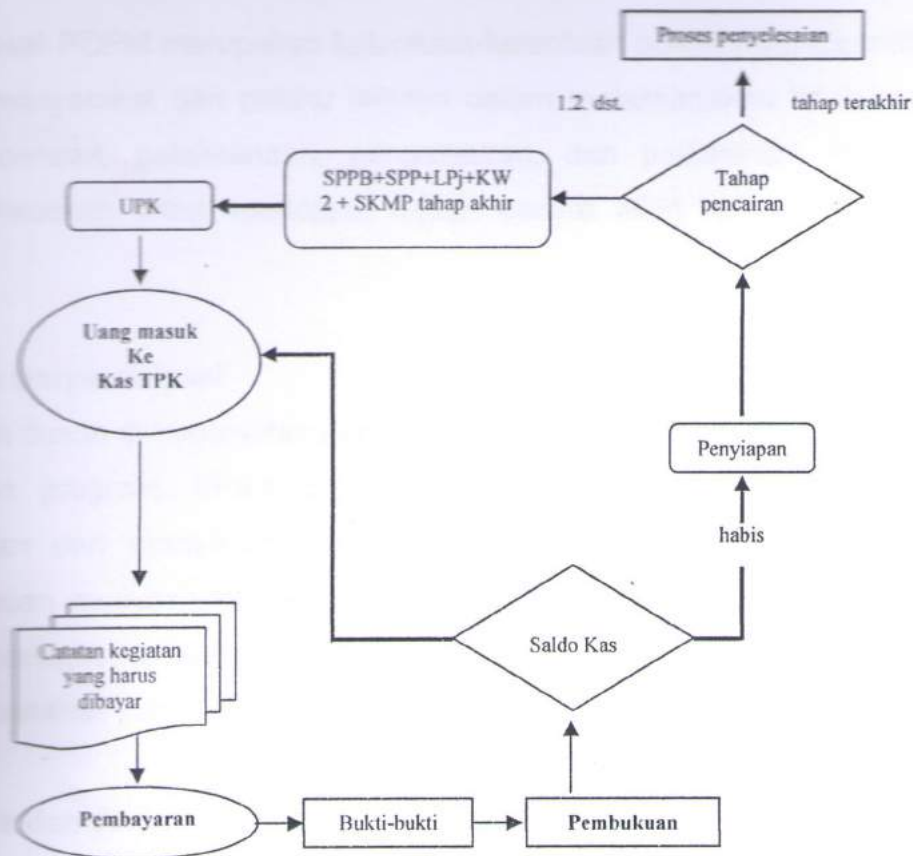 Proses penyelesaian
1.2. dst.
tahap terakhir
Tahap
pencairan
SPPB+SPP+LPj+KW
2 + SKMP tahap akhir
UPK
Uang masuk
Ke
Kas TPK
Penyiapan
habis
Saldo Kas
Catatan kegiatan
yang harus
dibayar
Pembayaran
Bukti-bukti
Pembukuan